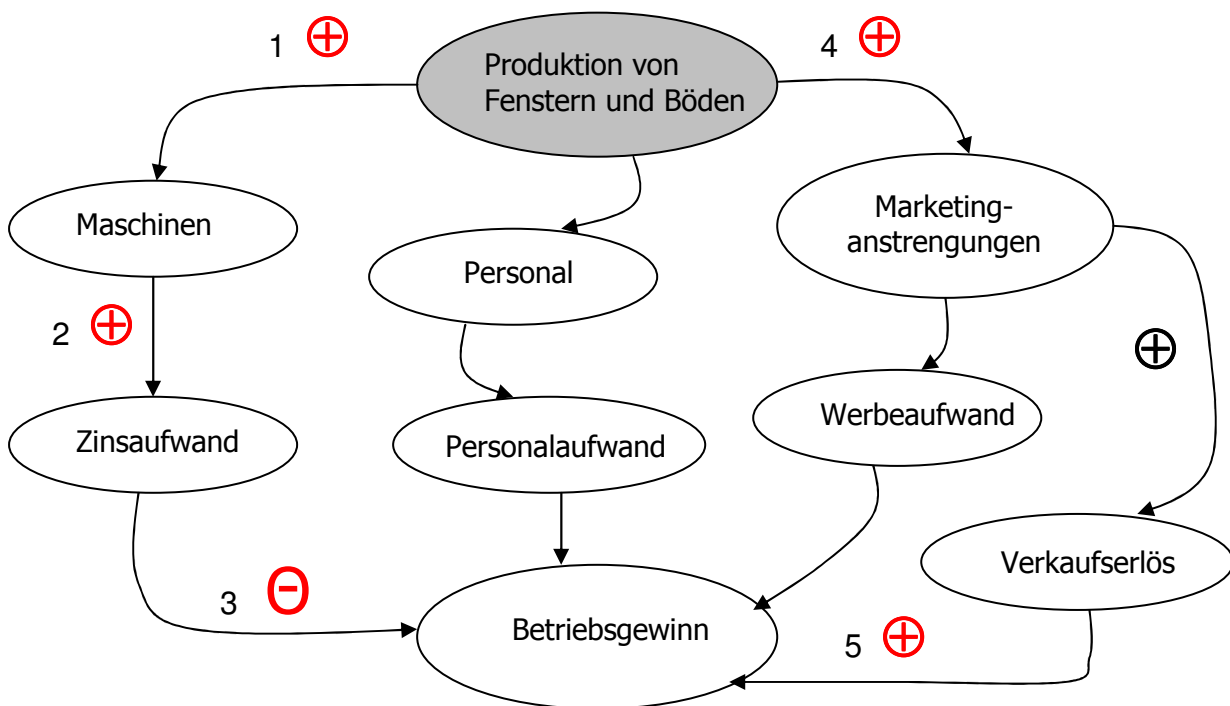 1 ⊕
Produktion von
Fenstern und Böden
4 ⊕
Maschinen
Personal
Marketing-
anstrengungen
2 ⊕
⊕
Zinsaufwand
Personalaufwand
Werbeaufwand
Verkaufserlös
3 ⊖
Betriebsgewinn
5 ⊕